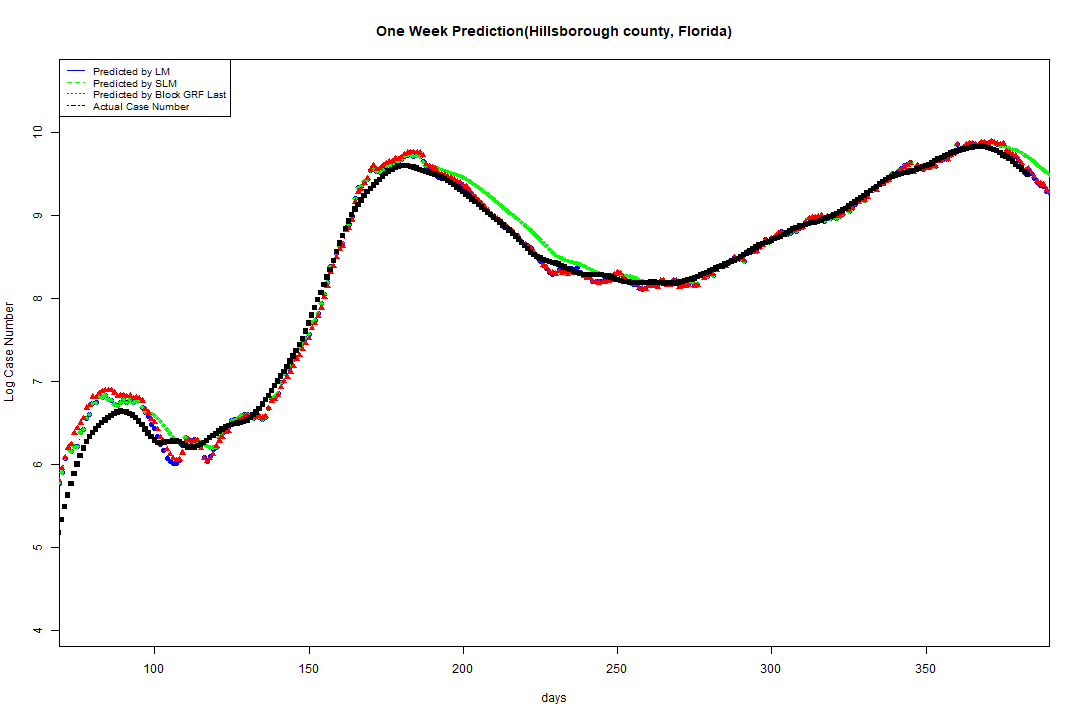 One Week Prediction(Hillsborough county, Florida)
Predicted by LM
Predicted by SLM
Predicted by Block GRF Last
Actual Case Number
10
9
8
7
6
5
4
Log Case Number
100 150 200 250 300 350
days